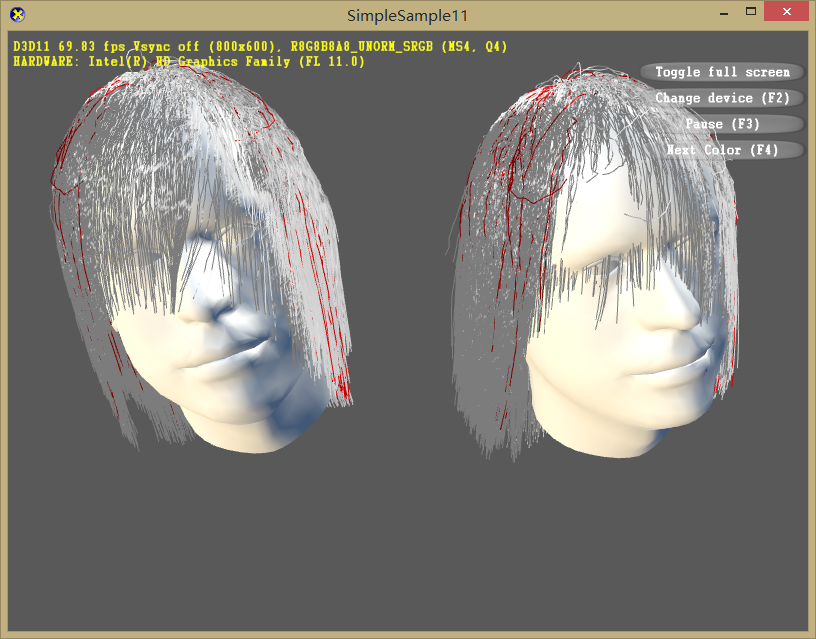 SimpleSample11
D3D11 69.83 fps Vsync off (800x600), R8G8B8A8_UNORM_SRGB (MS4, Q4)
HARDWARE: Intel(R) HD Graphics Family (FL 11.0)
Toggle full screen
Change device (F2)
Pause (F3)
Next Color (F4)